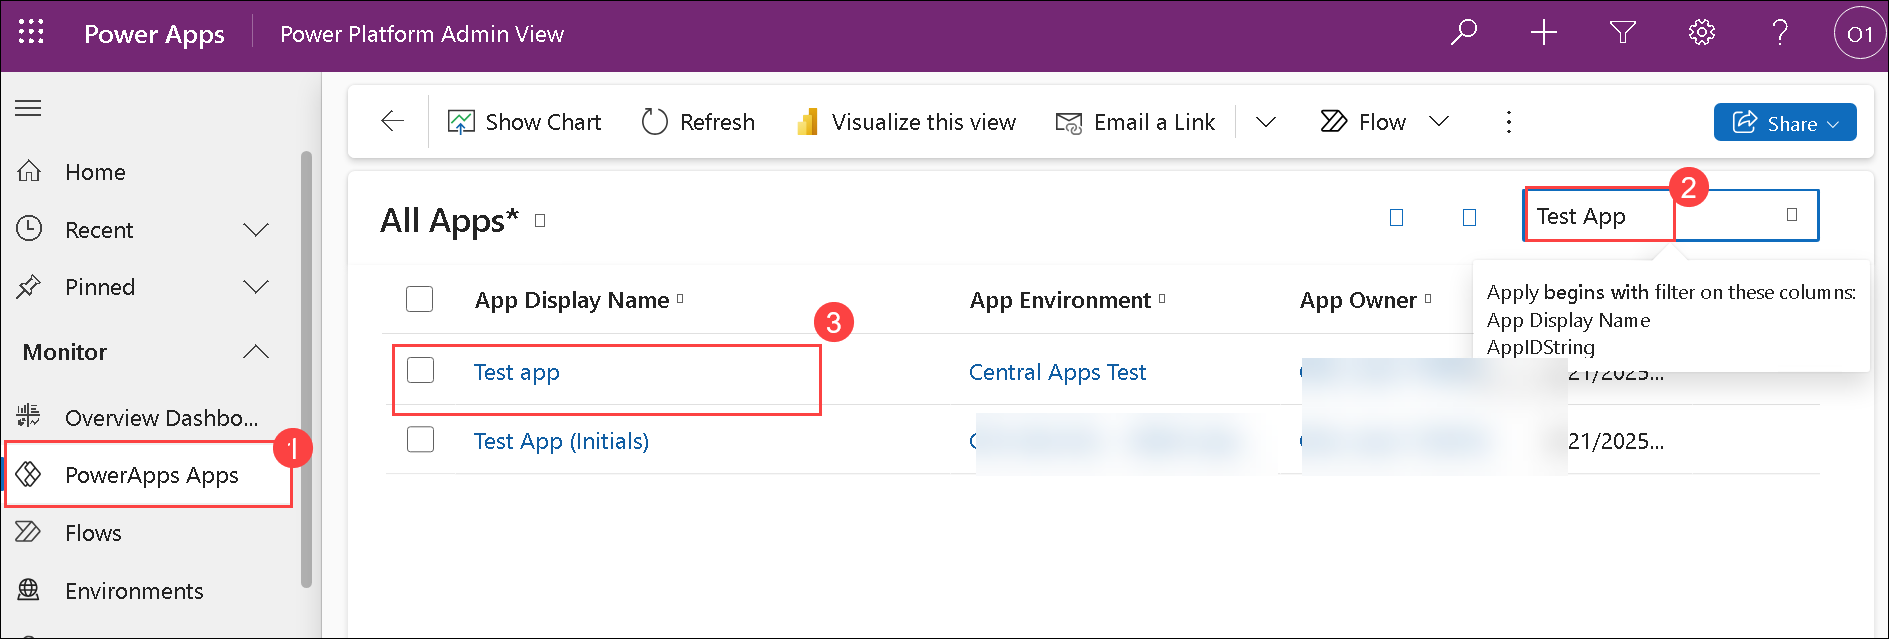 Power Apps
Power Platform Admin View
O1
Show Chart
Refresh
Visualize this view
Email a Link
Flow
Share
Home
Recent
Pinned
Monitor
Overview Dashbo...
1
PowerApps Apps
Flows
Environments
All Apps*
Test App
2
Apply begins with filter on these columns:
App Display Name
AppIDString
App Display Name
App Environment
App Owner
3
Test app
Central Apps Test
21/2025...
Test App (Initials)
21/2025...